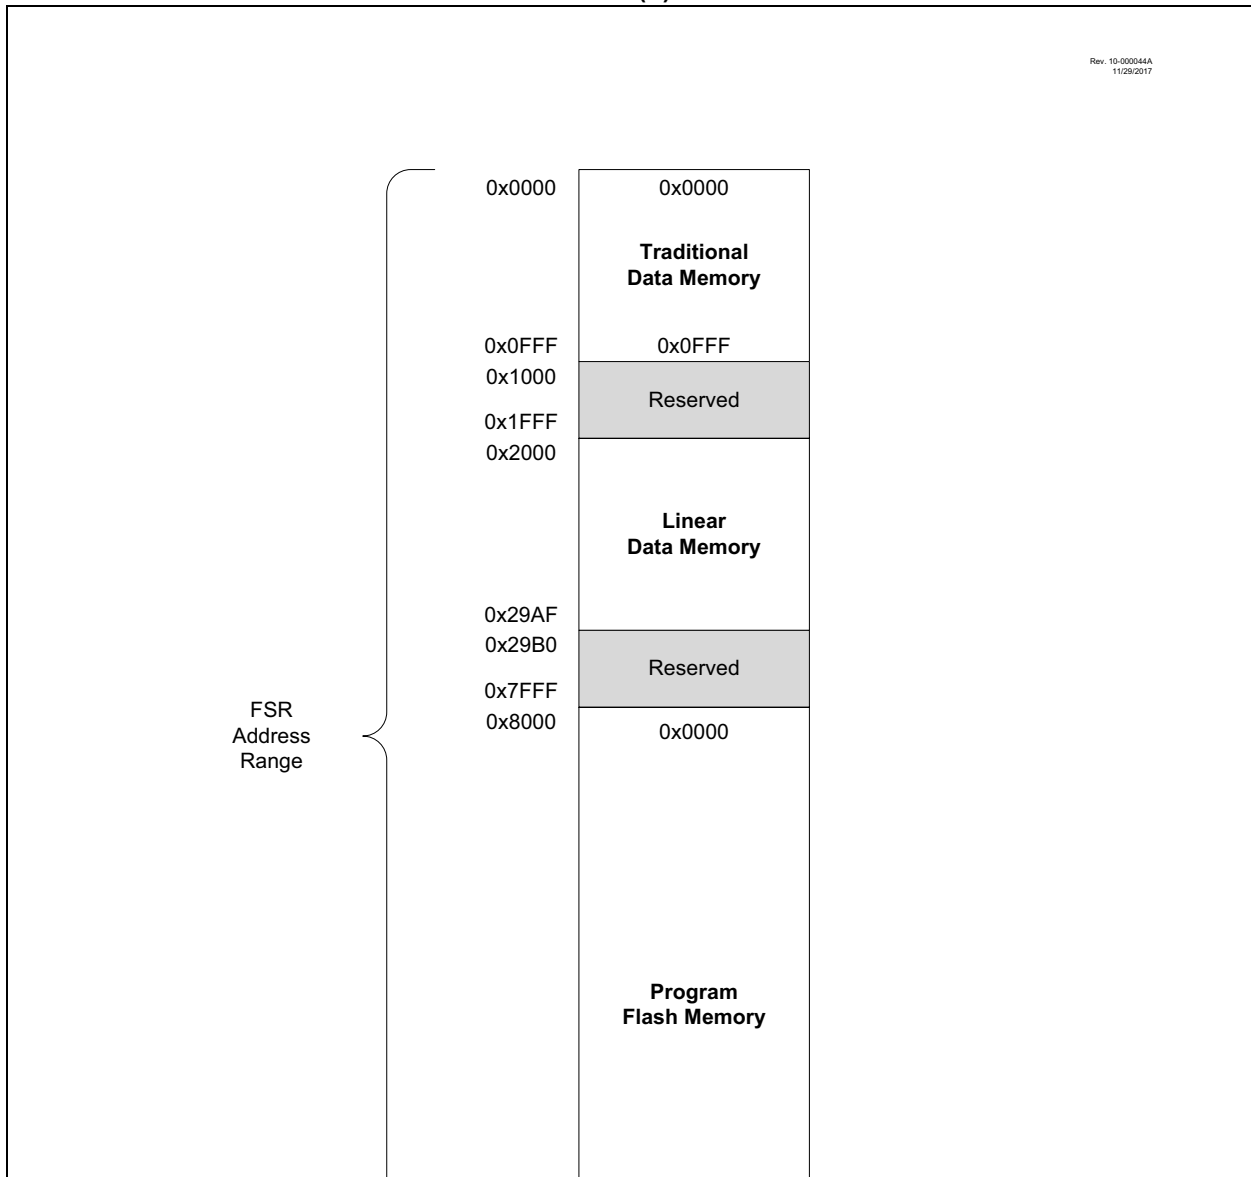 Rev. 10-000044A
11/29/2017
0x0000 0x0000
Traditional
Data Memory
0x0FFF 0x0FFF
0x1000
Reserved
0x1FFF
0x2000
Linear
Data Memory
0x29AF
0x29B0
Reserved
0x7FFF
0x8000 0x0000
FSR
Address
Range
Program
Flash Memory